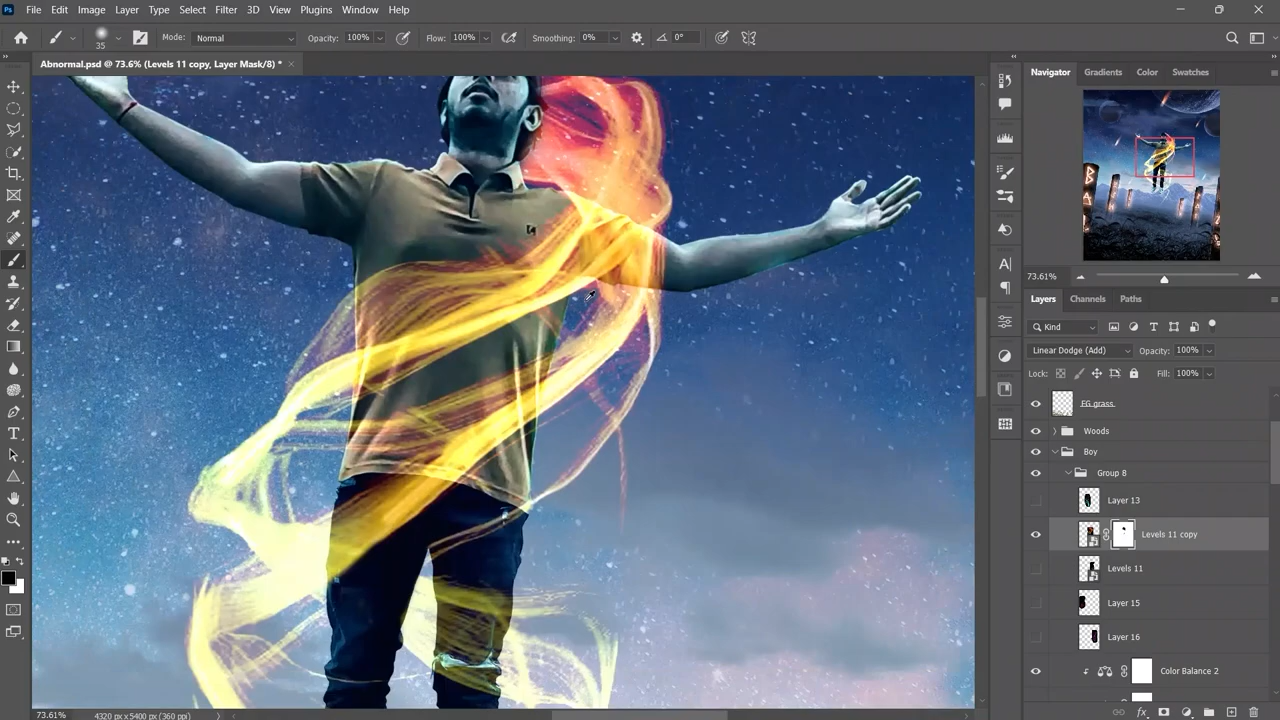 Ps File Edit Image Layer Type Select Filter 3D View Plugins Window Help
35 Mode: Normal Opacity: 100% Flow: 100% Smoothing: 0% 0°
Abnormal.psd @ 73.6% (Levels 11 copy, Layer Mask/8) *
Navigator Gradients Color Swatches
73.61%
Layers Channels Paths
Kind
Linear Dodge (Add) Opacity: 100%
Lock: Fill: 100%
FG grass
Woods
Boy
Group 8
Layer 13
Levels 11 copy
Levels 11
Layer 15
Layer 16
Color Balance 2
73.61% 4320 px x 5400 px (360 ppi)